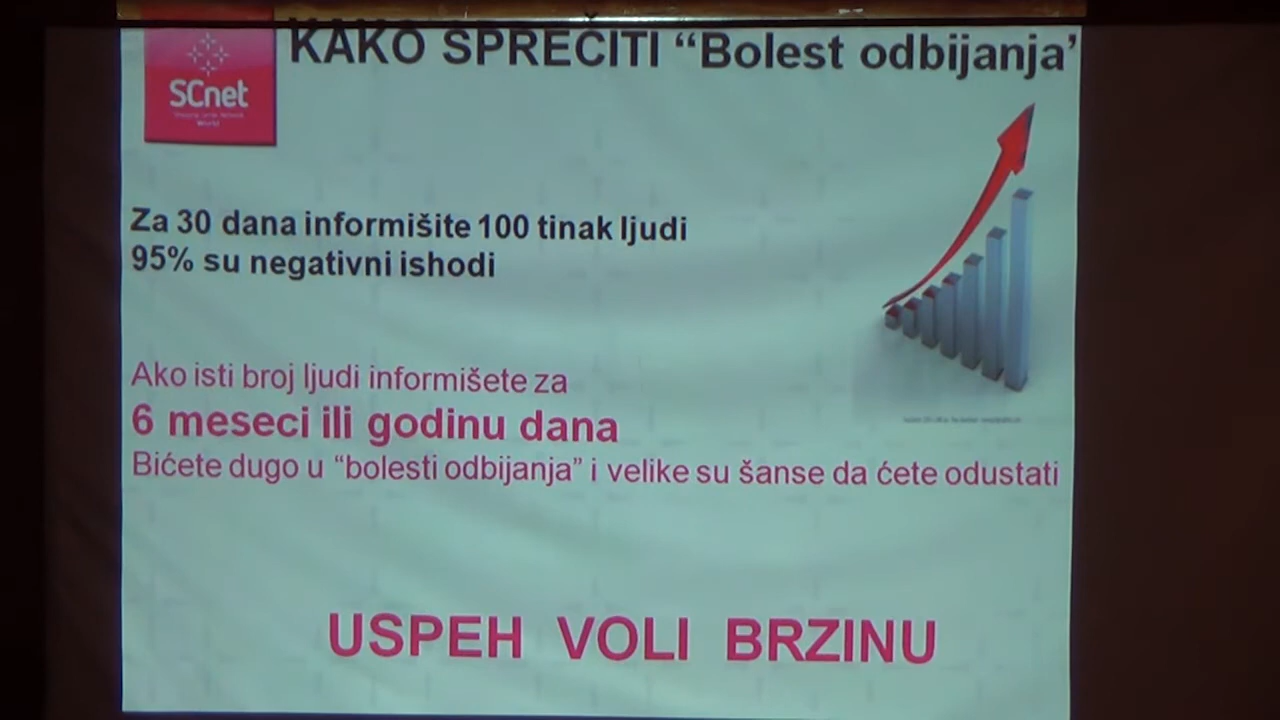 KAKO SPREČITI “Bolest odbijanja’
SCnet
World
Za 30 dana informišite 100 tinak ljudi
95% su negativni ishodi
Ako isti broj ljudi informišete za
6 meseci ili godinu dana
Bićete dugo u “bolesti odbijanja” i velike su šanse da ćete odustati
USPEH VOLI BRZINU